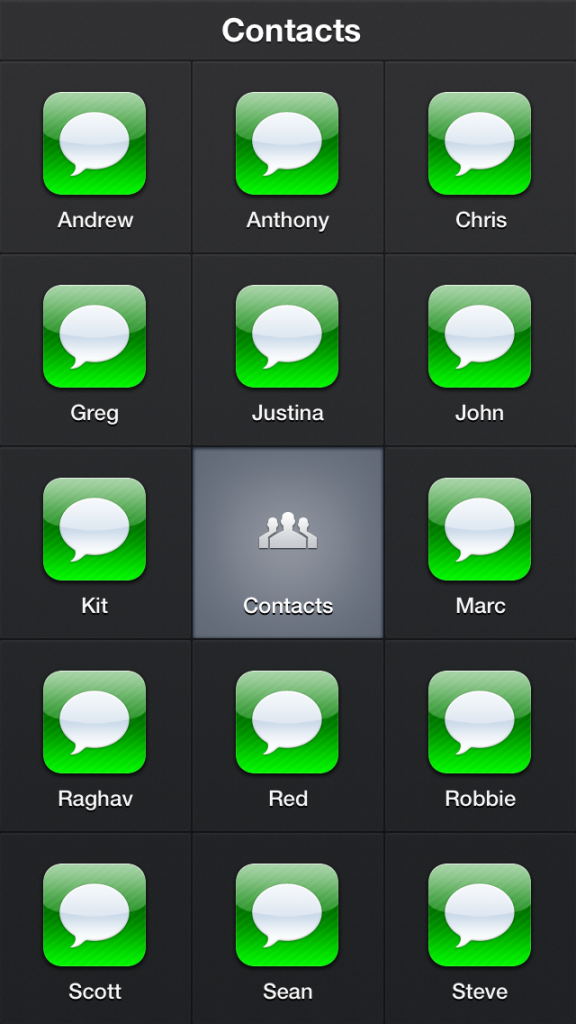 Contacts
Andrew
Anthony
Chris
Greg
Justina
John
Kit
Contacts
Marc
Raghav
Red
Robbie
Scott
Sean
Steve